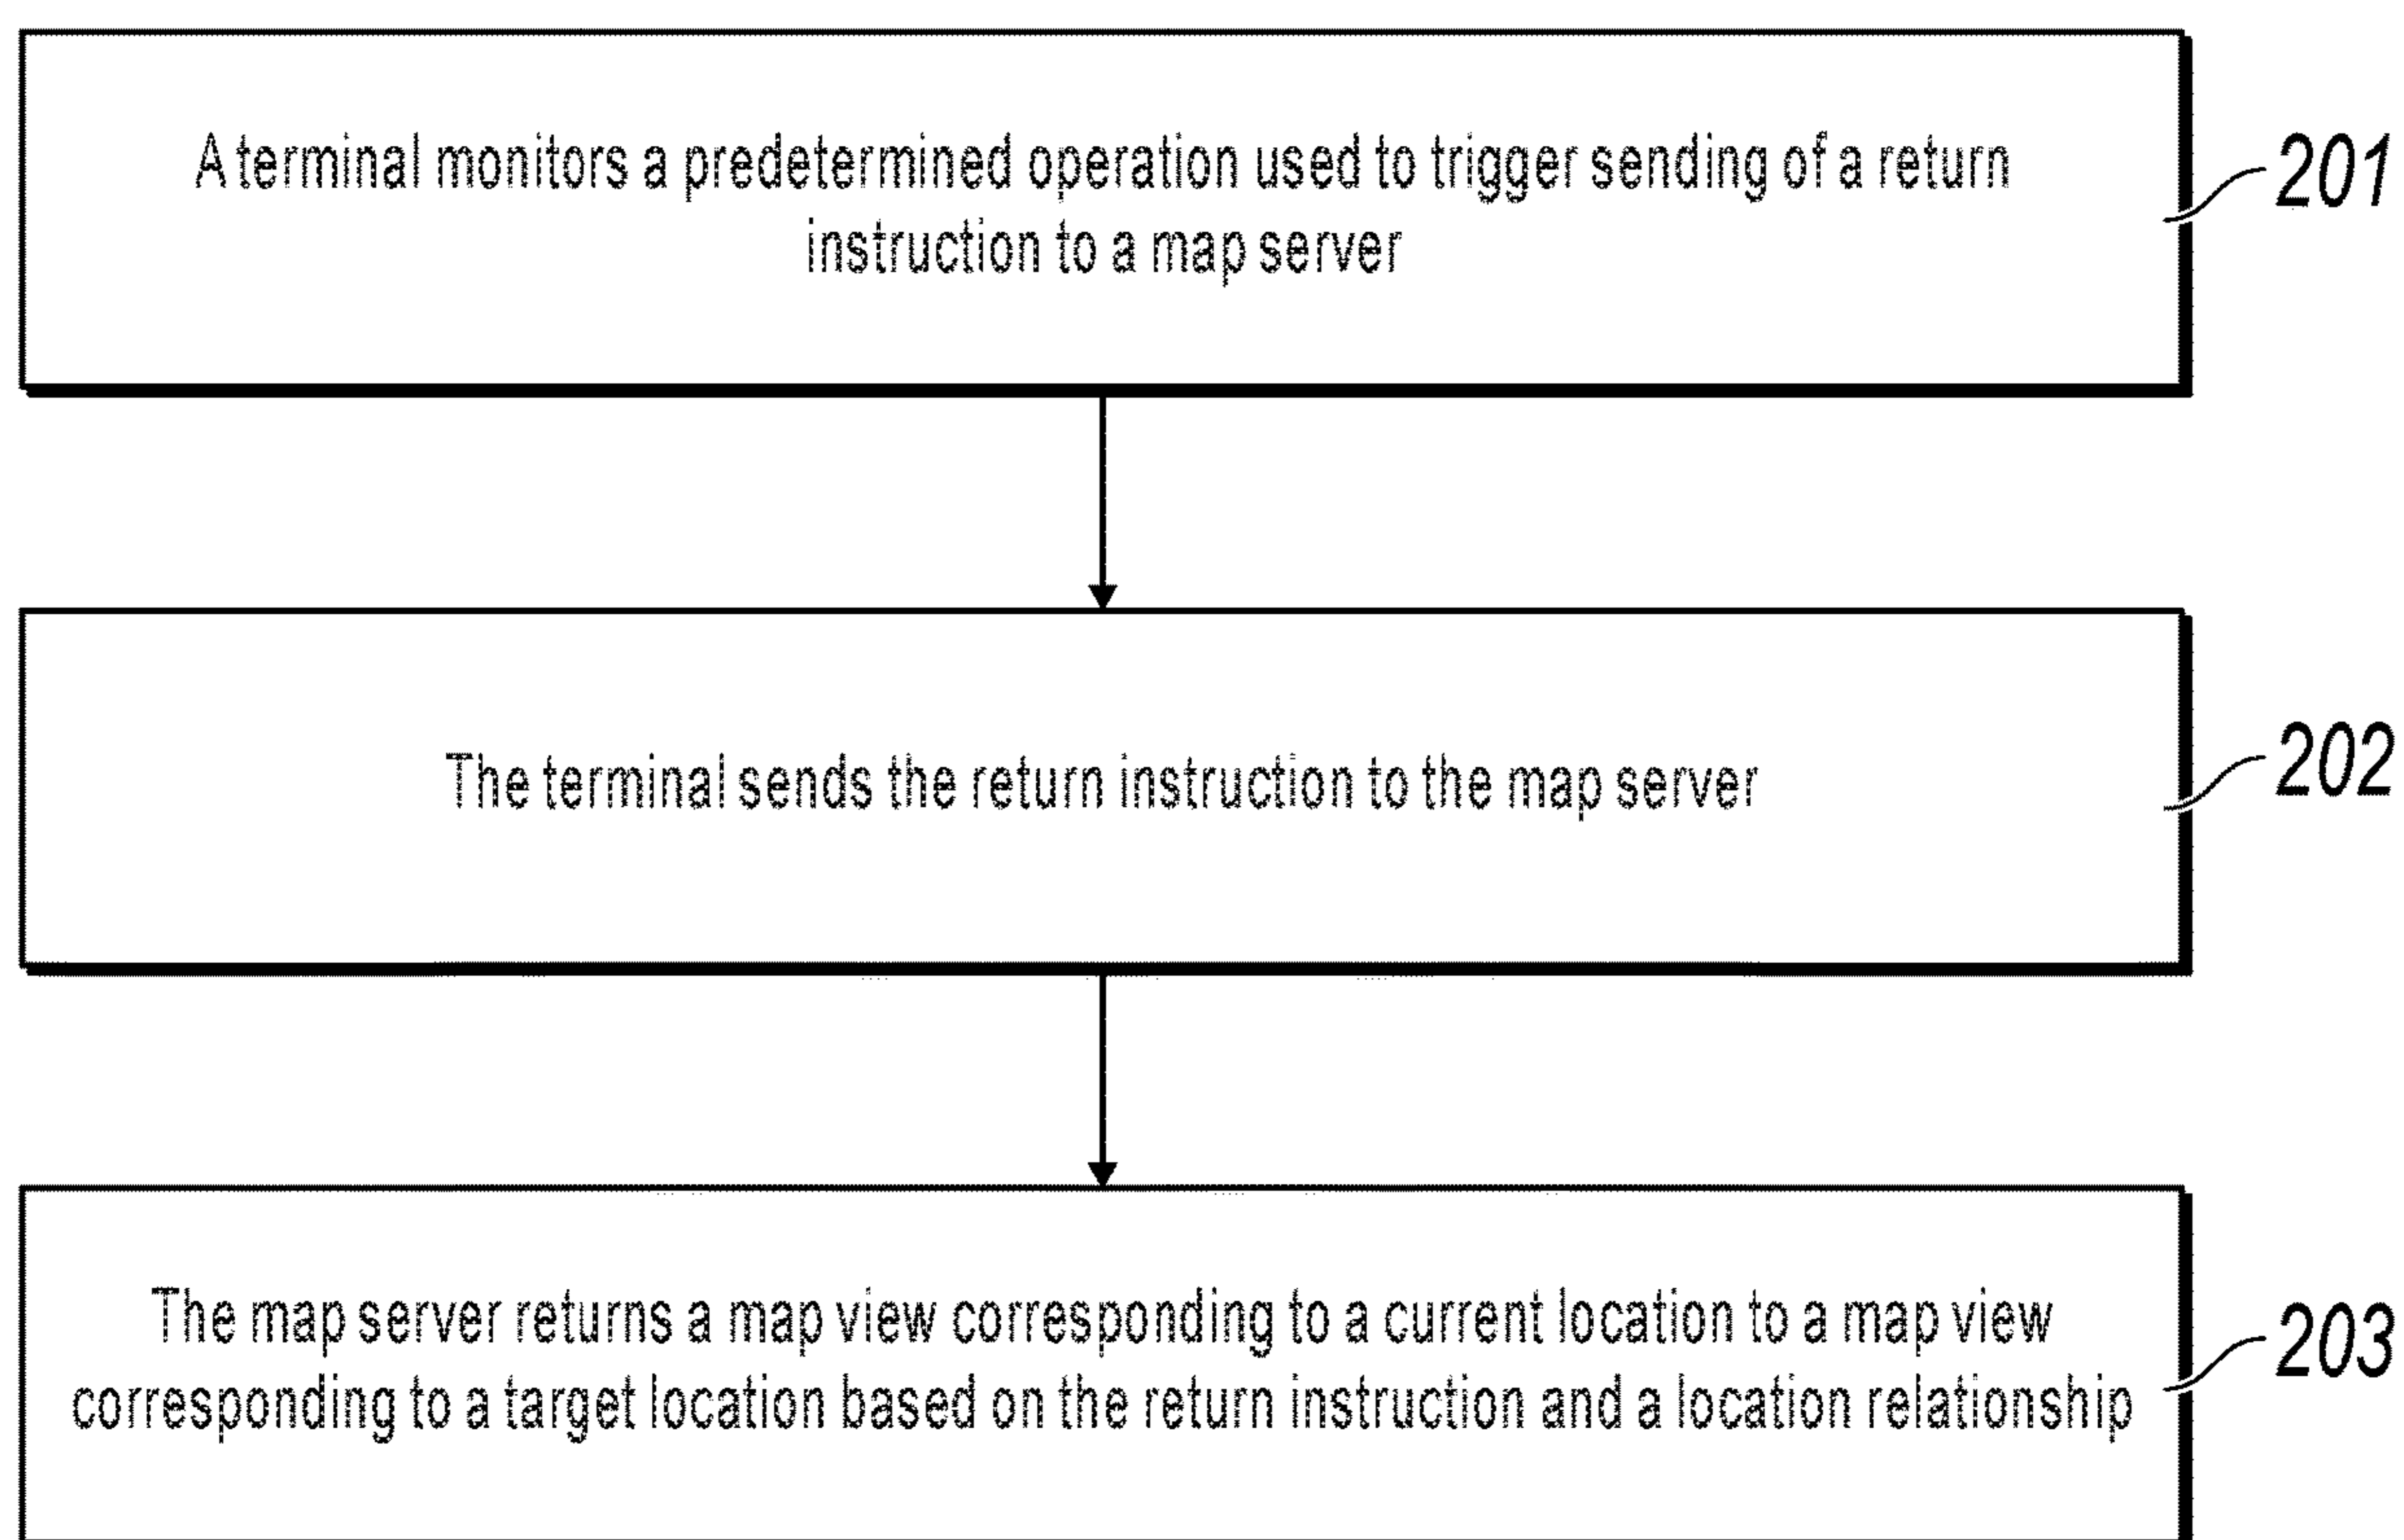 A terminal monitors a predetermined operation used to trigger sending of a return
instruction to a map server
201
The terminal sends the return instruction to the map server
202
The map server returns a map view corresponding to a current location to a map view
corresponding to a target location based on the return instruction and a location relationship
203